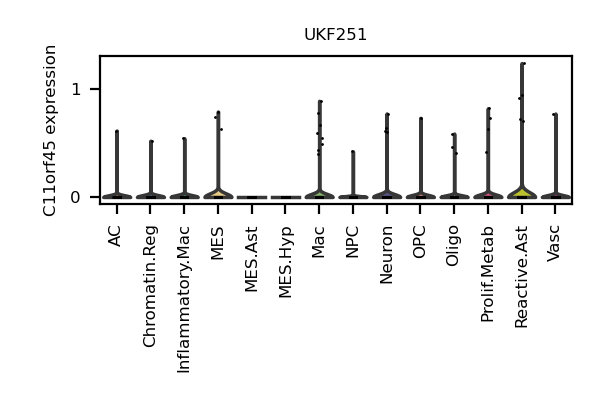 UKF251
C11orf45 expression
1
0
AC
Chromatin.Reg
Inflammatory.Mac
MES
MES.Ast
MES.Hyp
Mac
NPC
Neuron
OPC
Oligo
Prolif.Metab
Reactive.Ast
Vasc